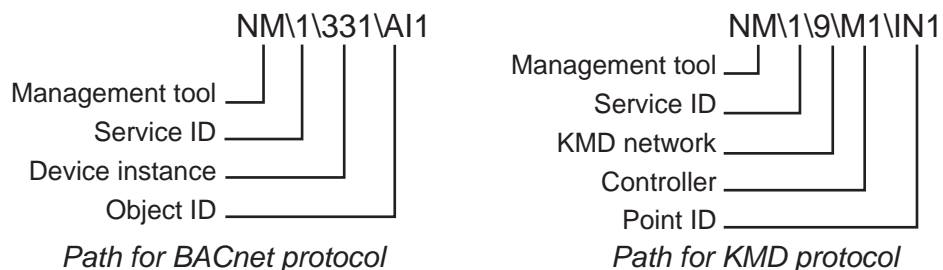 NM\1\331\AI1
Management tool
Service ID
Device instance
Object ID
Path for BACnet protocol
NM\1\9\M1\IN1
Management tool
Service ID
KMD network
Controller
Point ID
Path for KMD protocol